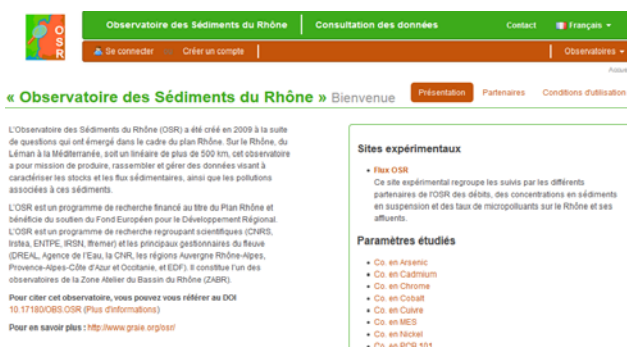 O
S
R
Observatoire des Sédiments du Rhône
Consultation des données
Contact
Français
Se connecter
Créer un compte
Observatoires
Accueil
« Observatoire des Sédiments du Rhône » Bienvenue
Présentation
Partenaires
Conditions d'utilisation
L'Observatoire des Sédiments du Rhône (OSR) a été créé en 2009 à la suite
de questions qui ont émergé dans le cadre du plan Rhône. Sur le Rhône, du
Léman à la Méditerranée, soit un linéaire de plus de 500 km, cet observatoire
a pour mission de produire, rassembler et gérer des données visant à
caractériser les stocks et les flux sédimentaires, ainsi que les pollutions
associées à ces sédiments.
L'OSR est un programme de recherche financé au titre du Plan Rhône et
bénéficie du soutien du Fond Européen pour le Développement Régional.
L'OSR est un programme de recherche regroupant scientifiques (CNRS,
Irstea, ENTPE, IRSN, Ifremer) et les principaux gestionnaires du fleuve
(DREAL, Agence de l'Eau, la CNR, les régions Auvergne Rhône-Alpes,
Provence-Alpes-Côte d'Azur et Occitanie, et EDF). Il constitue l'un des
observatoires de la Zone Atelier du Bassin du Rhône (ZABR).
Pour citer cet observatoire, vous pouvez vous référer au DOI
10.17180/OBS.OSR (Plus d'informations)
Pour en savoir plus : http://www.graie.org/osr/
Sites expérimentaux
• Flux OSR
Ce site expérimental regroupe les suivis par les différents
partenaires de l'OSR des débits, des concentrations en sédiments
en suspension et des taux de micropolluants sur le Rhône et ses
affluents.
Paramètres étudiés
• Co. en Arsenic
• Co. en Cadmium
• Co. en Chrome
• Co. en Cobalt
• Co. en Cuivre
• Co. en MES
• Co. en Nickel
• Co. en PCB 101